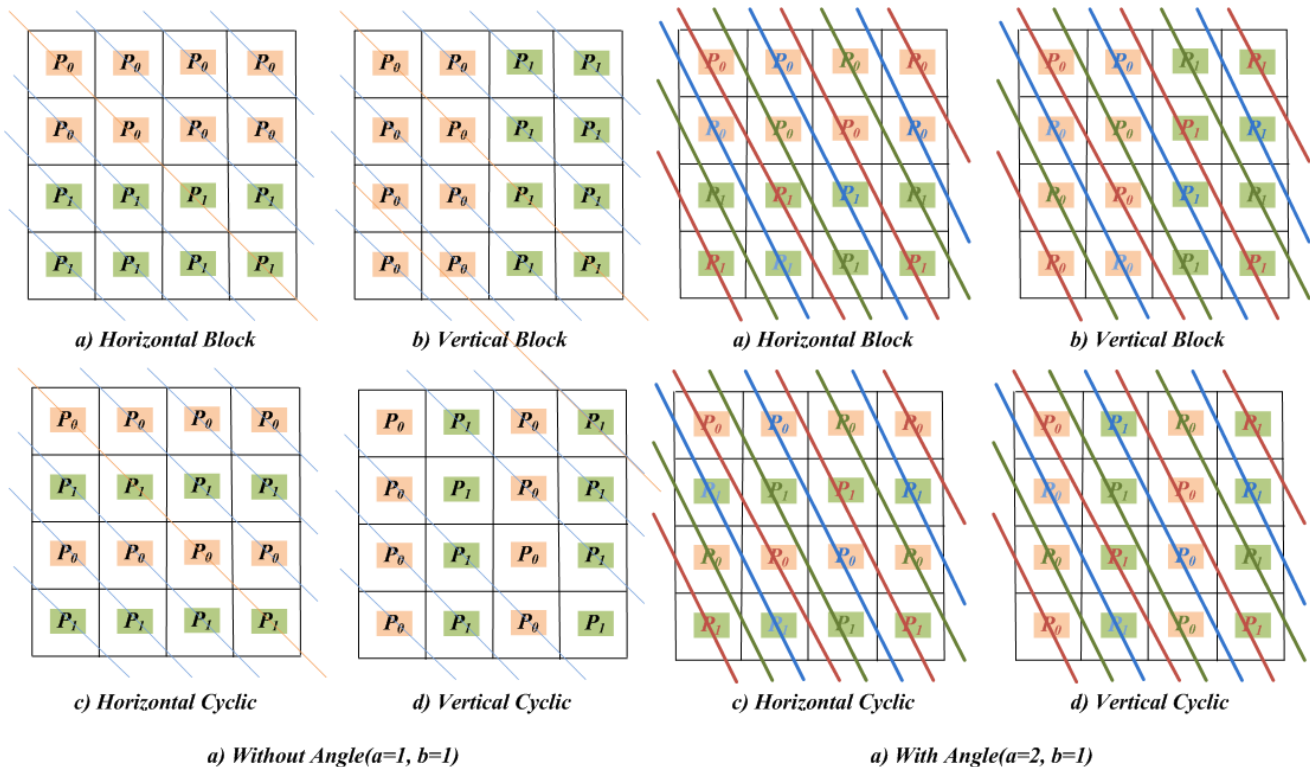 P0 P0 P0 P0 P0 P0 P1 P1 P0 P0 P0 P0 P0 P0 P1 P1
P0 P0 P0 P0 P0 P0 P1 P1 P0 P0 P0 P0 P0 P0 P1 P1
P1 P1 P1 P1 P0 P0 P1 P1 P1 P1 P1 P1 P0 P0 P1 P1
P1 P1 P1 P1 P0 P0 P1 P1 P1 P1 P1 P1 P0 P0 P1 P1
a) Horizontal Block b) Vertical Block a) Horizontal Block b) Vertical Block
P0 P0 P0 P0 P0 P1 P0 P1 P0 P0 P0 P0 P0 P1 P0 P1
P1 P1 P1 P1 P0 P1 P0 P1 P1 P1 P1 P1 P0 P1 P0 P1
P0 P0 P0 P0 P0 P1 P0 P1 P0 P0 P0 P0 P0 P1 P0 P1
P1 P1 P1 P1 P0 P1 P0 P1 P1 P1 P1 P1 P0 P1 P0 P1
c) Horizontal Cyclic d) Vertical Cyclic c) Horizontal Cyclic d) Vertical Cyclic
a) Without Angle(a=1, b=1) a) With Angle(a=2, b=1)